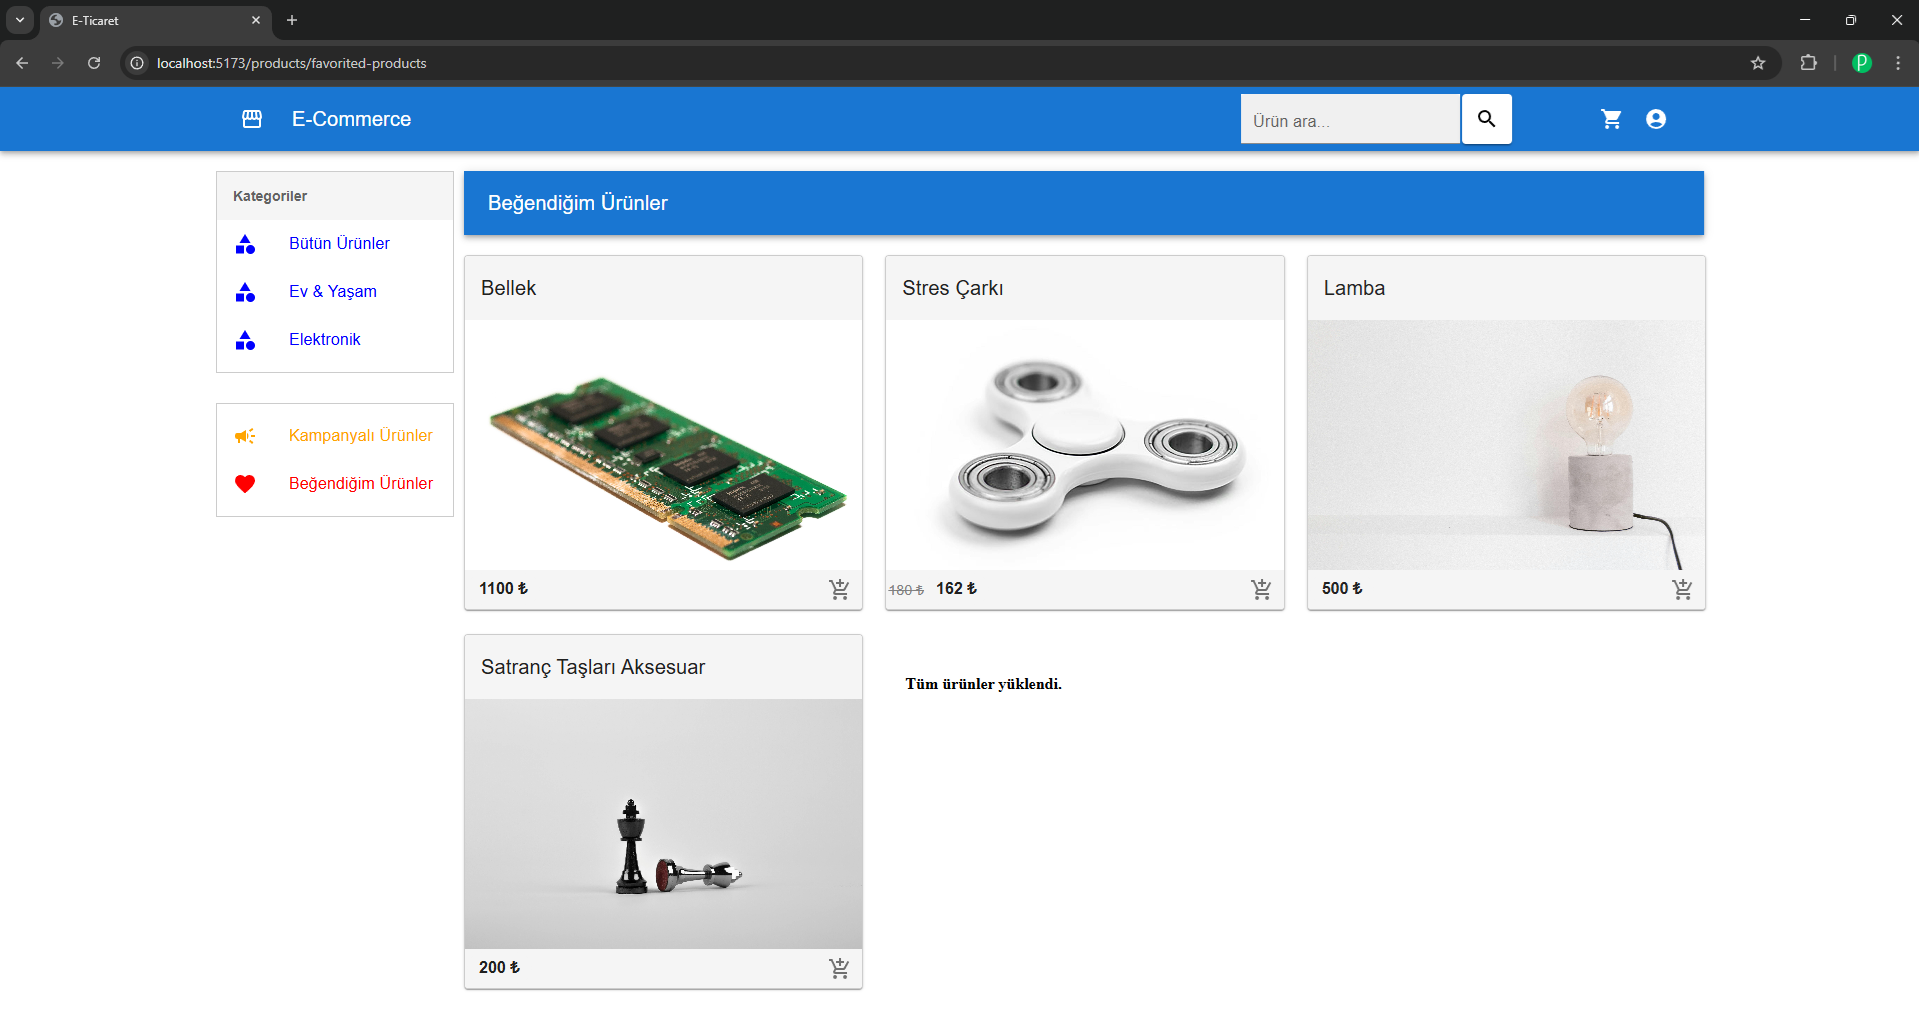 E-Ticaret
localhost:5173/products/favorited-products
E-Commerce
Ürün ara...
Kategoriler
Bütün Ürünler
Ev & Yaşam
Elektronik
Kampanyalı Ürünler
Beğendiğim Ürünler
Beğendiğim Ürünler
Bellek
1100 ₺
Stres Çarkı
180 ₺ 162 ₺
Lamba
500 ₺
Satranç Taşları Aksesuar
200 ₺
Tüm ürünler yüklendi.